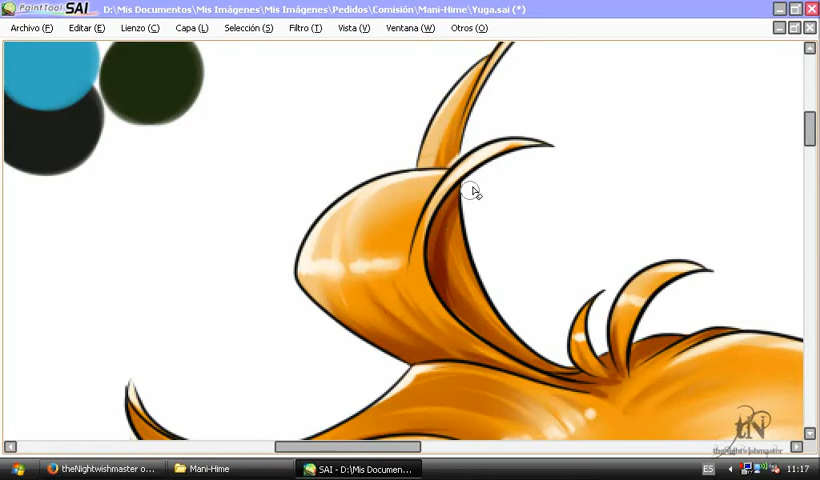 PaintTool SAI D:\Mis Documentos\Mis Imágenes\Mis Imágenes\Pedidos\Comisión\Mani-Hime\Yuga.sai (*)
Archivo (F) Editar (E) Lienzo (C) Capa (L) Selección (S) Filtro (T) Vista (V) Ventana (W) Otros (O)
tNi
theNightwishmaster
theNightwishmaster o... Mani-Hime SAI - D:\Mis Documen... ES 11:17